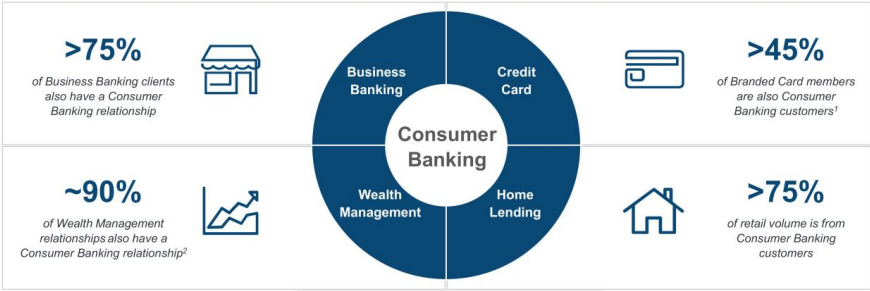 >75%
of Business Banking clients
also have a Consumer
Banking relationship
Business
Banking
Credit
Card
>45%
of Branded Card members
are also Consumer
Banking customers¹
Consumer
Banking
~90%
of Wealth Management
relationships also have a
Consumer Banking relationship²
Wealth
Management
Home
Lending
>75%
of retail volume is from
Consumer Banking
customers